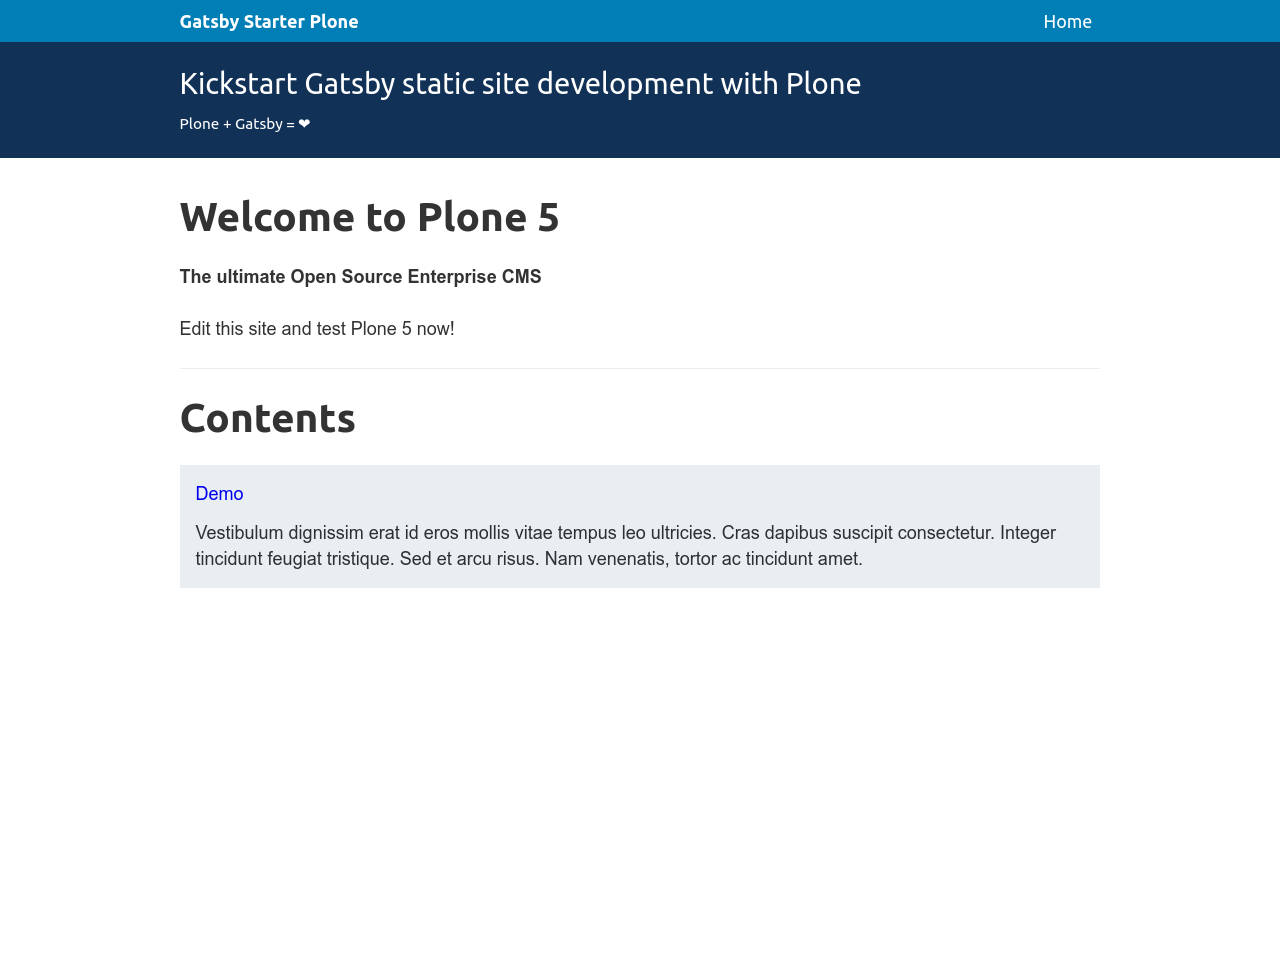 Gatsby Starter Plone
Home
Kickstart Gatsby static site development with Plone
Plone + Gatsby = ❤
Welcome to Plone 5
The ultimate Open Source Enterprise CMS
Edit this site and test Plone 5 now!
Contents
Demo
Vestibulum dignissim erat id eros mollis vitae tempus leo ultricies. Cras dapibus suscipit consectetur. Integer
tincidunt feugiat tristique. Sed et arcu risus. Nam venenatis, tortor ac tincidunt amet.